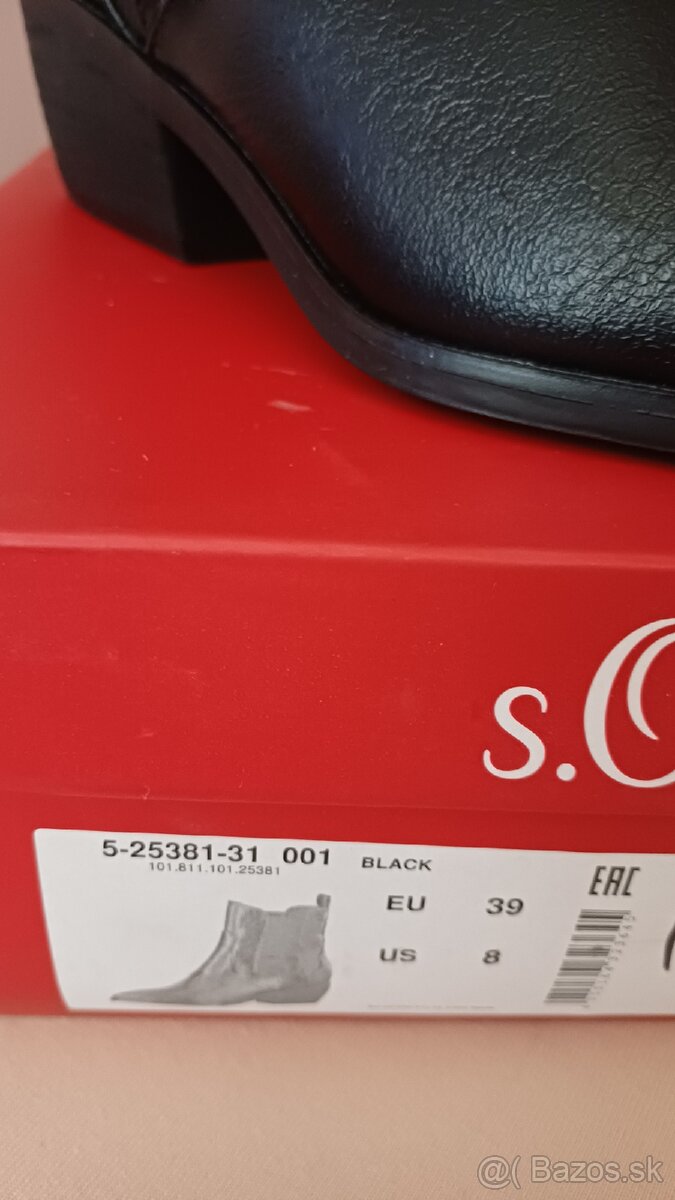 s.O
5-25381-31 001 BLACK
101.811.101.25381
EAC
EU 39
US 8
@( Bazos.sk